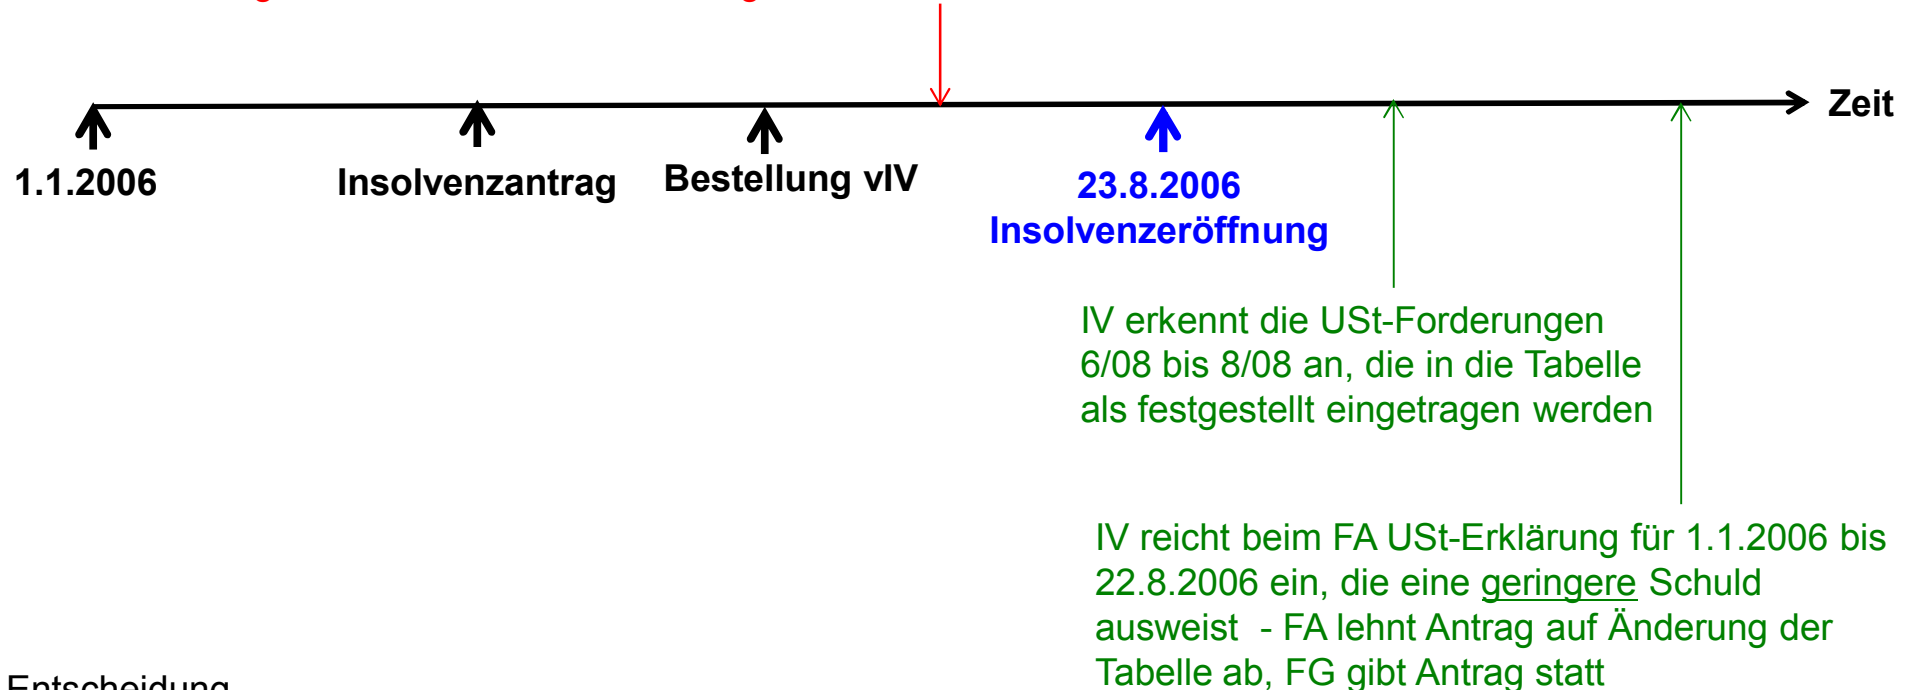 Zeit
1.1.2006
Insolvenzantrag
Bestellung vIV
23.8.2006
Insolvenzeröffnung
IV erkennt die USt-Forderungen
6/08 bis 8/08 an, die in die Tabelle
als festgestellt eingetragen werden
IV reicht beim FA USt-Erklärung für 1.1.2006 bis
22.8.2006 ein, die eine geringere Schuld
ausweist - FA lehnt Antrag auf Änderung der
Tabelle ab, FG gibt Antrag statt
Entscheidung